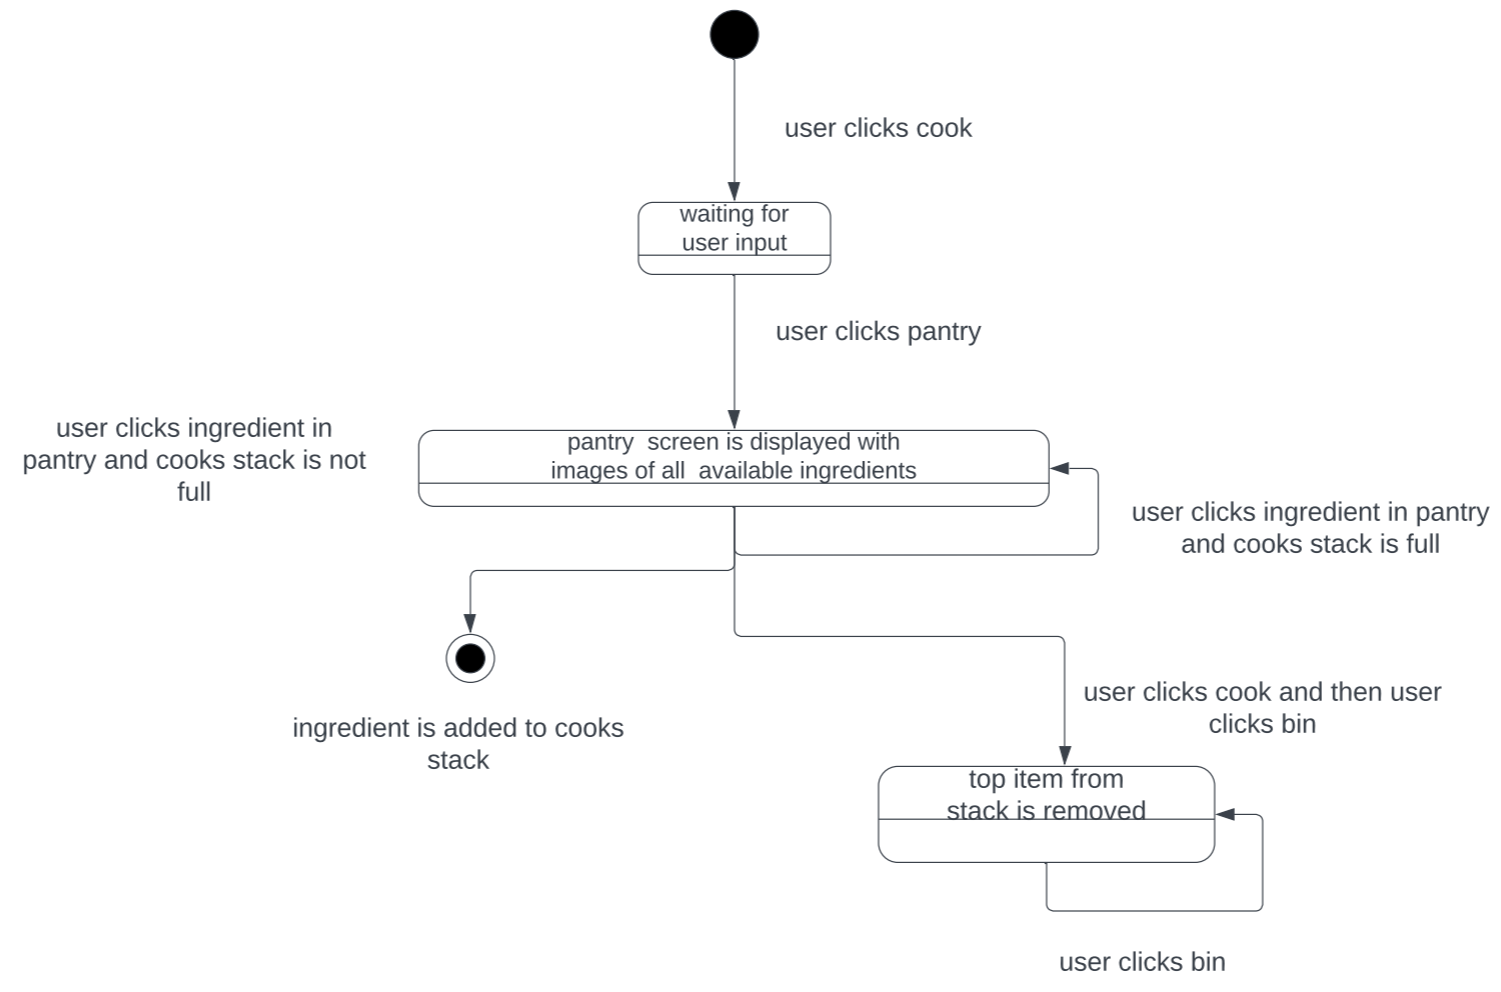 user clicks cook
waiting for
user input
user clicks pantry
user clicks ingredient in
pantry and cooks stack is not
full
pantry  screen is displayed with
images of all  available ingredients
user clicks ingredient in pantry
and cooks stack is full
ingredient is added to cooks
stack
user clicks cook and then user
clicks bin
top item from
stack is removed
user clicks bin